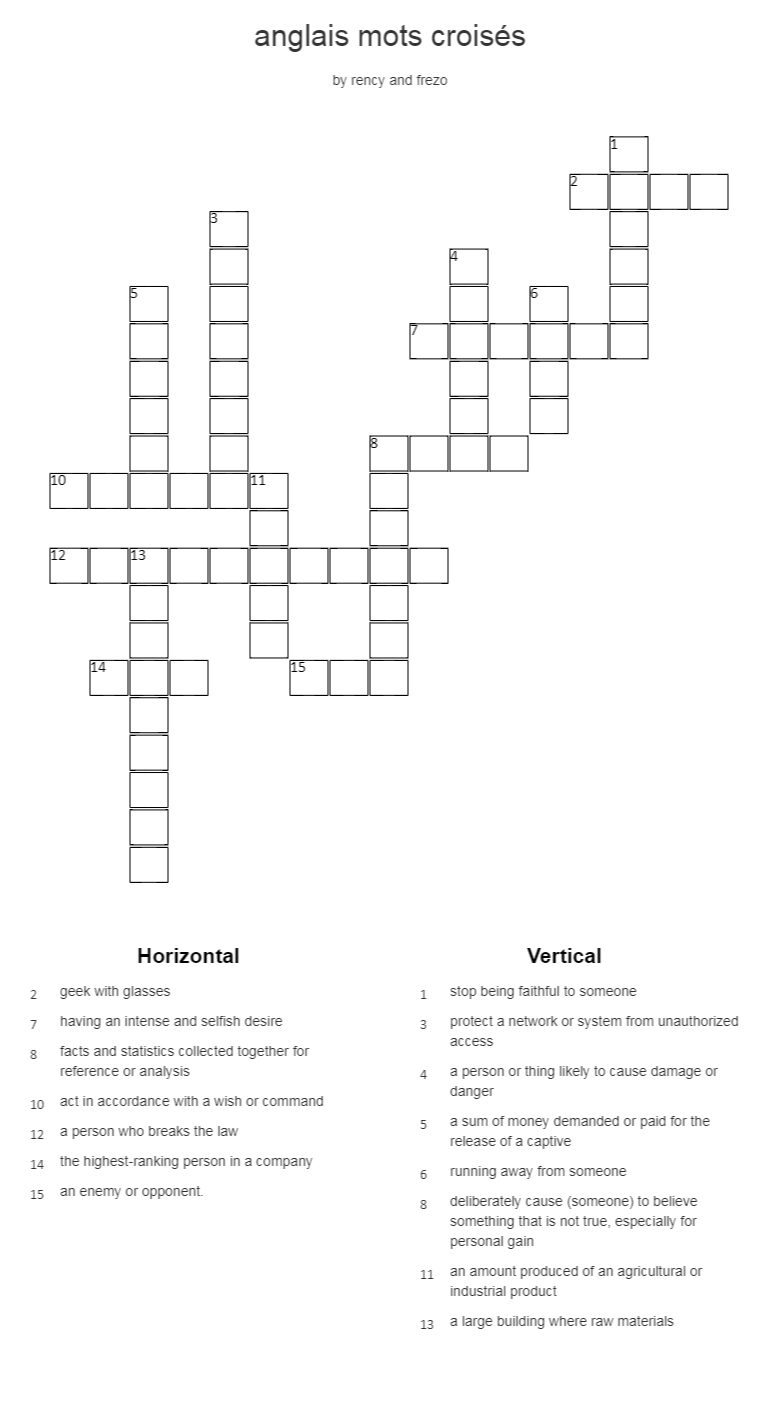 anglais mots croisés
by rency and frezo
1
2
3
4
5
6
7
8
10
11
12
13
14
15
Horizontal
2 geek with glasses
7 having an intense and selfish desire
8 facts and statistics collected together for
reference or analysis
10 act in accordance with a wish or command
12 a person who breaks the law
14 the highest-ranking person in a company
15 an enemy or opponent.
Vertical
1 stop being faithful to someone
3 protect a network or system from unauthorized
access
4 a person or thing likely to cause damage or
danger
5 a sum of money demanded or paid for the
release of a captive
6 running away from someone
8 deliberately cause (someone) to believe
something that is not true, especially for
personal gain
11 an amount produced of an agricultural or
industrial product
13 a large building where raw materials